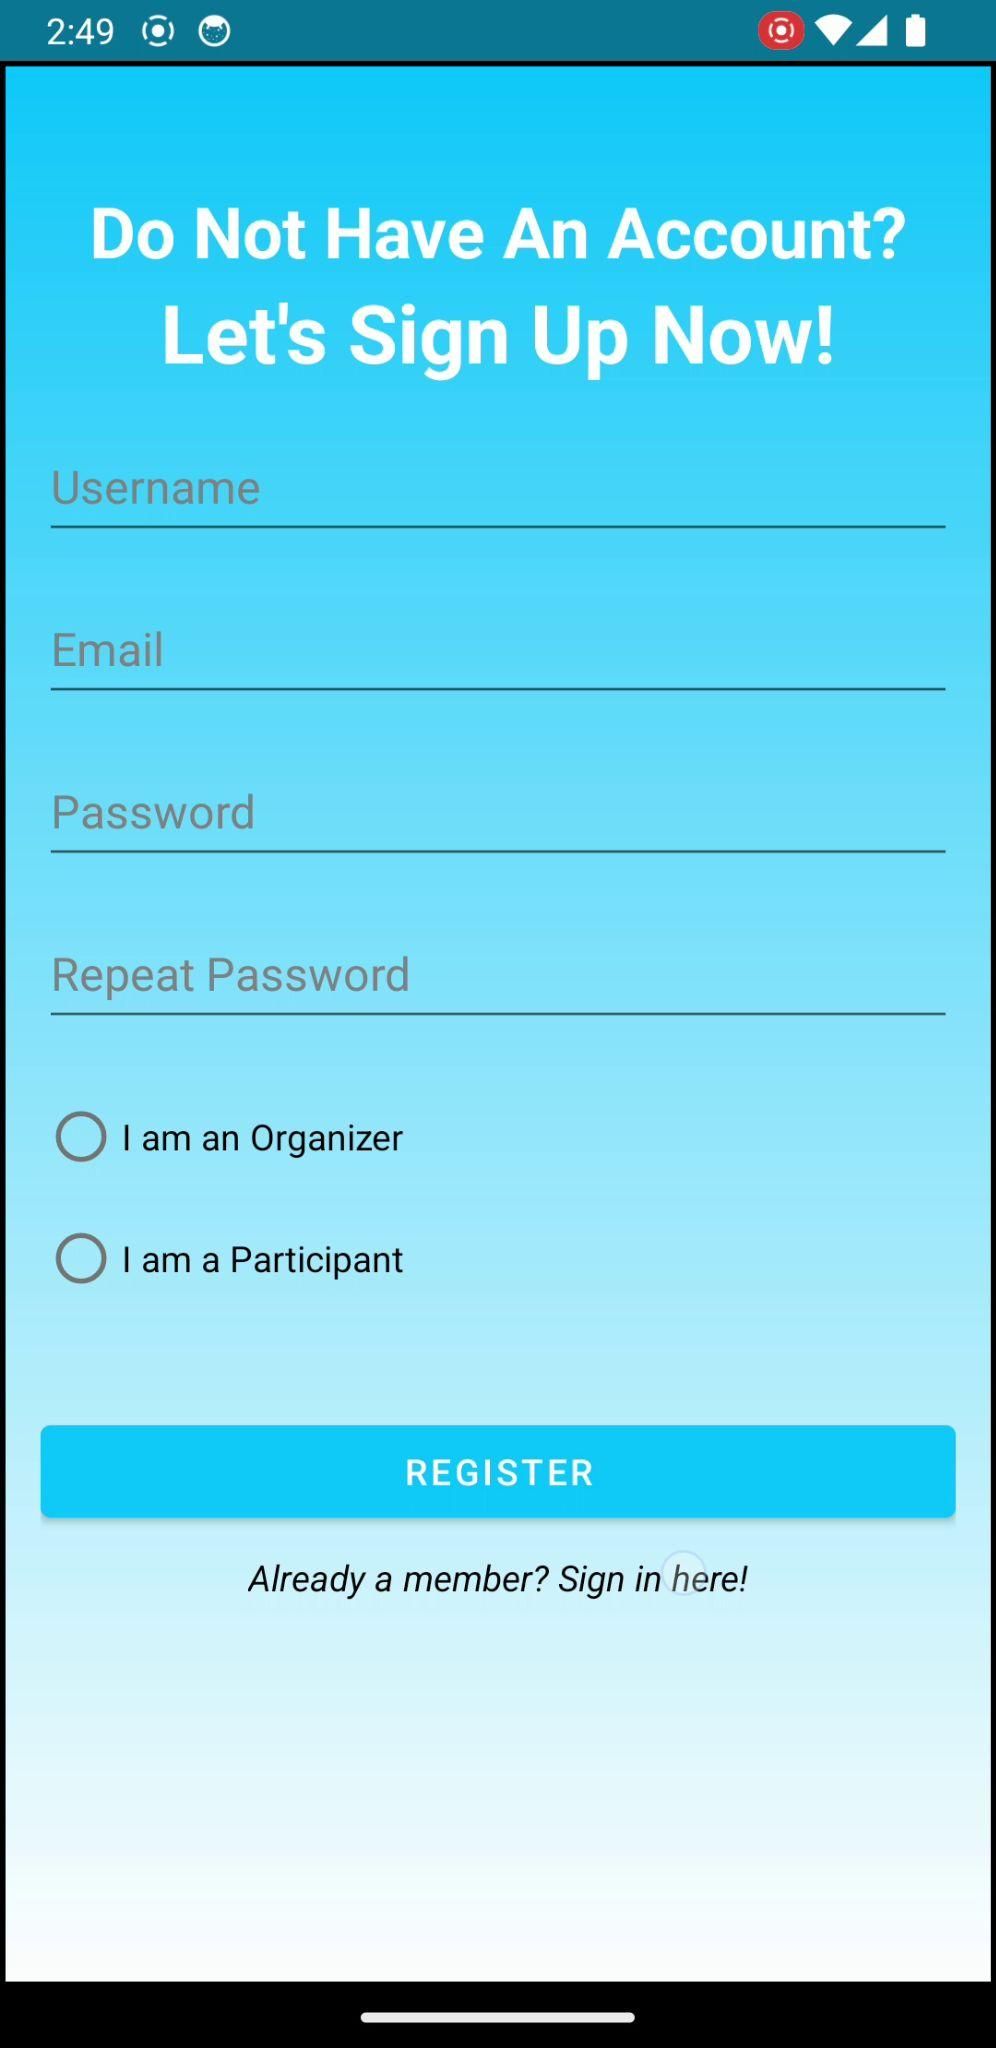 2:49
Do Not Have An Account?
Let's Sign Up Now!
Username
Email
Password
Repeat Password
I am an Organizer
I am a Participant
REGISTER
Already a member? Sign in here!